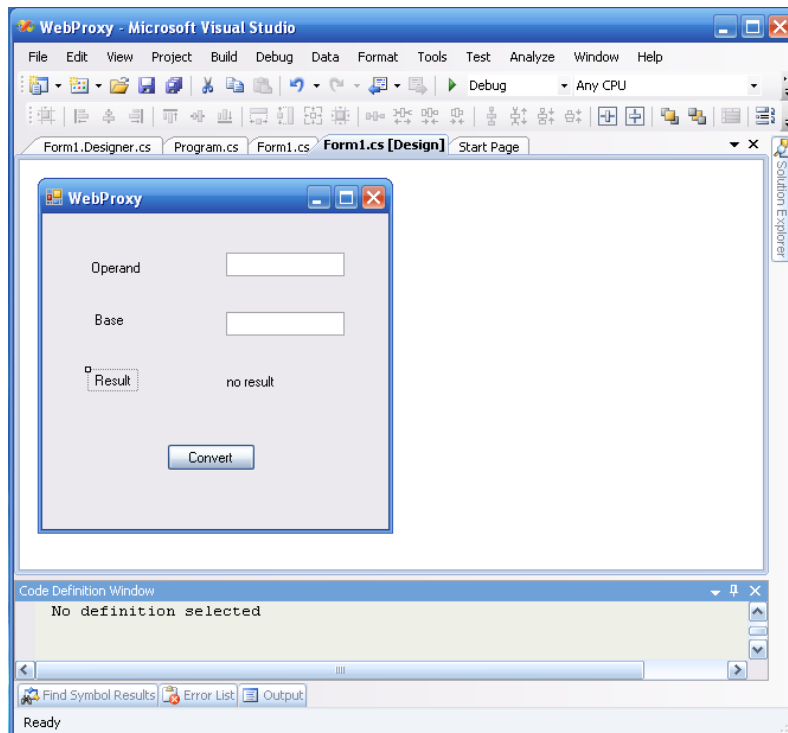 WebProxy - Microsoft Visual Studio
File Edit View Project Build Debug Data Format Tools Test Analyze Window Help
Debug Any CPU
Form1.Designer.cs Program.cs Form1.cs Form1.cs [Design] Start Page
Solution Explorer
WebProxy
Operand
Base
Result no result
Convert
Code Definition Window
No definition selected
Find Symbol Results Error List Output
Ready